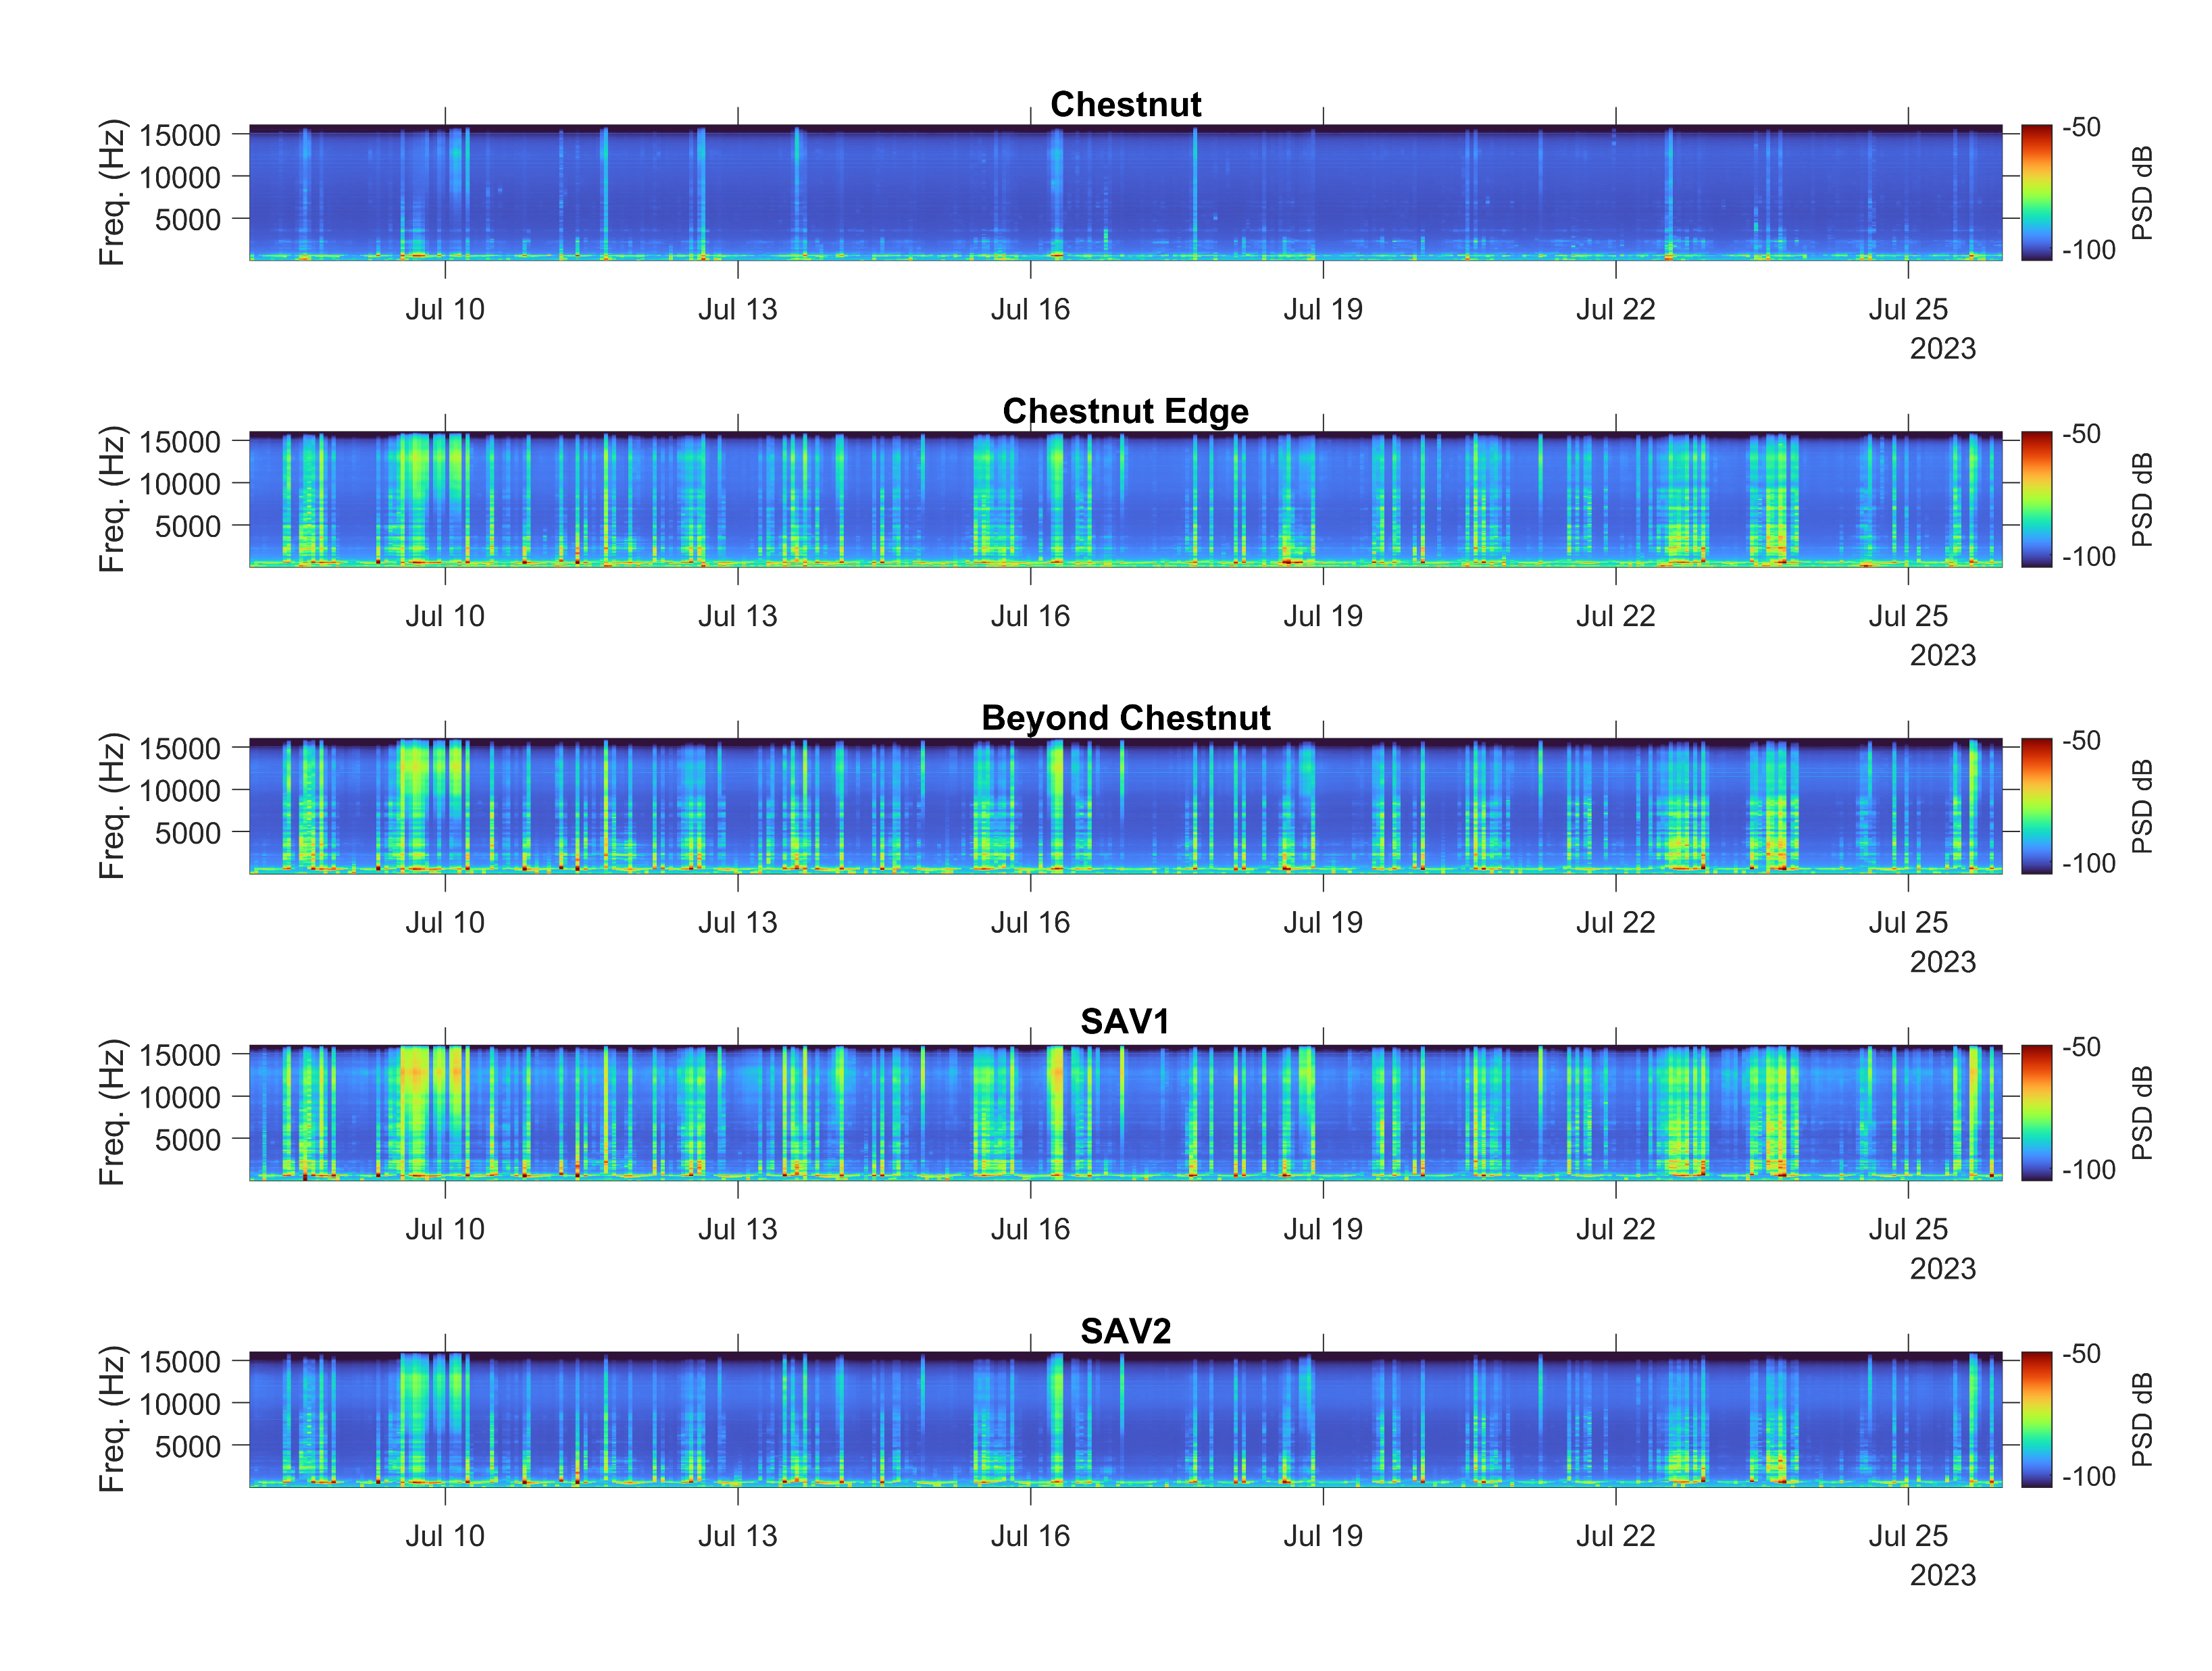 Chestnut
Freq. (Hz)
15000
10000
5000
-50
-100
PSD dB
Jul 10 Jul 13 Jul 16 Jul 19 Jul 22 Jul 25
2023
Chestnut Edge
Freq. (Hz)
15000
10000
5000
-50
-100
PSD dB
Jul 10 Jul 13 Jul 16 Jul 19 Jul 22 Jul 25
2023
Beyond Chestnut
Freq. (Hz)
15000
10000
5000
-50
-100
PSD dB
Jul 10 Jul 13 Jul 16 Jul 19 Jul 22 Jul 25
2023
SAV1
Freq. (Hz)
15000
10000
5000
-50
-100
PSD dB
Jul 10 Jul 13 Jul 16 Jul 19 Jul 22 Jul 25
2023
SAV2
Freq. (Hz)
15000
10000
5000
-50
-100
PSD dB
Jul 10 Jul 13 Jul 16 Jul 19 Jul 22 Jul 25
2023